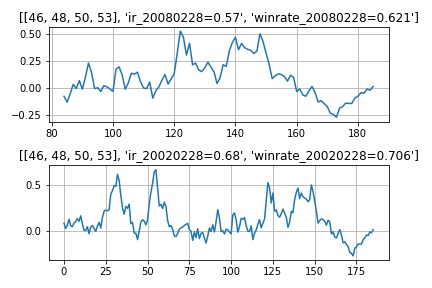 [[46, 48, 50, 53], 'ir_20080228=0.57', 'winrate_20080228=0.621']
0.50
0.25
0.00
−0.25
80 100 120 140 160 180
[[46, 48, 50, 53], 'ir_20020228=0.68', 'winrate_20020228=0.706']
0.5
0.0
0 25 50 75 100 125 150 175